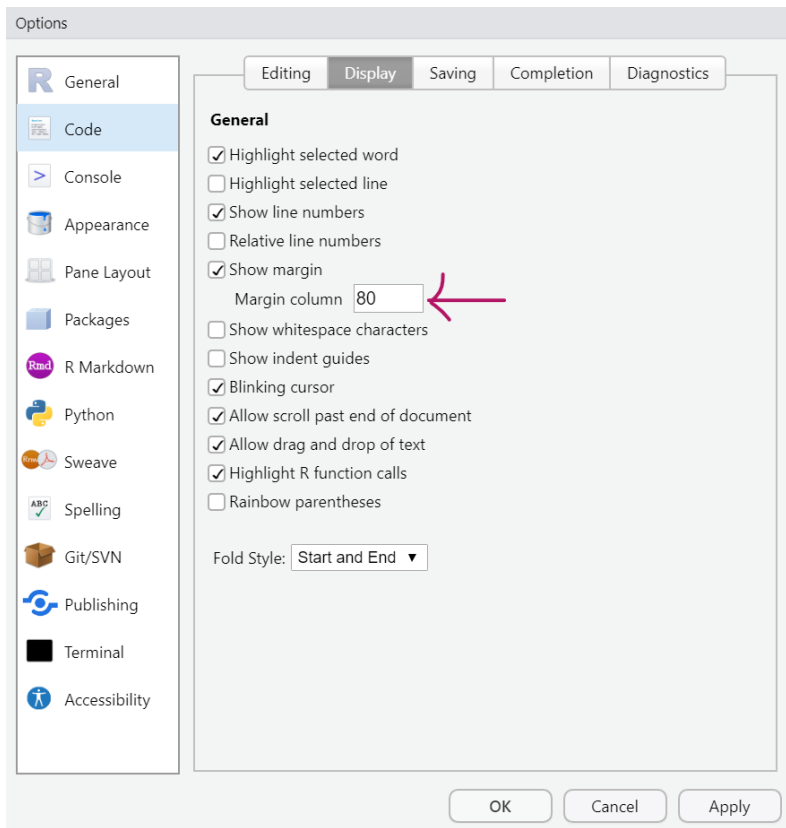 Options
General
Code
Console
Appearance
Pane Layout
Packages
Rmd
R Markdown
Python
Sweave
ABC
Spelling
Git/SVN
Publishing
Terminal
Accessibility
Editing
Display
Saving
Completion
Diagnostics
General
Highlight selected word
Highlight selected line
Show line numbers
Relative line numbers
Show margin
Margin column 80
Show whitespace characters
Show indent guides
Blinking cursor
Allow scroll past end of document
Allow drag and drop of text
Highlight R function calls
Rainbow parentheses
Fold Style: Start and End
OK
Cancel
Apply